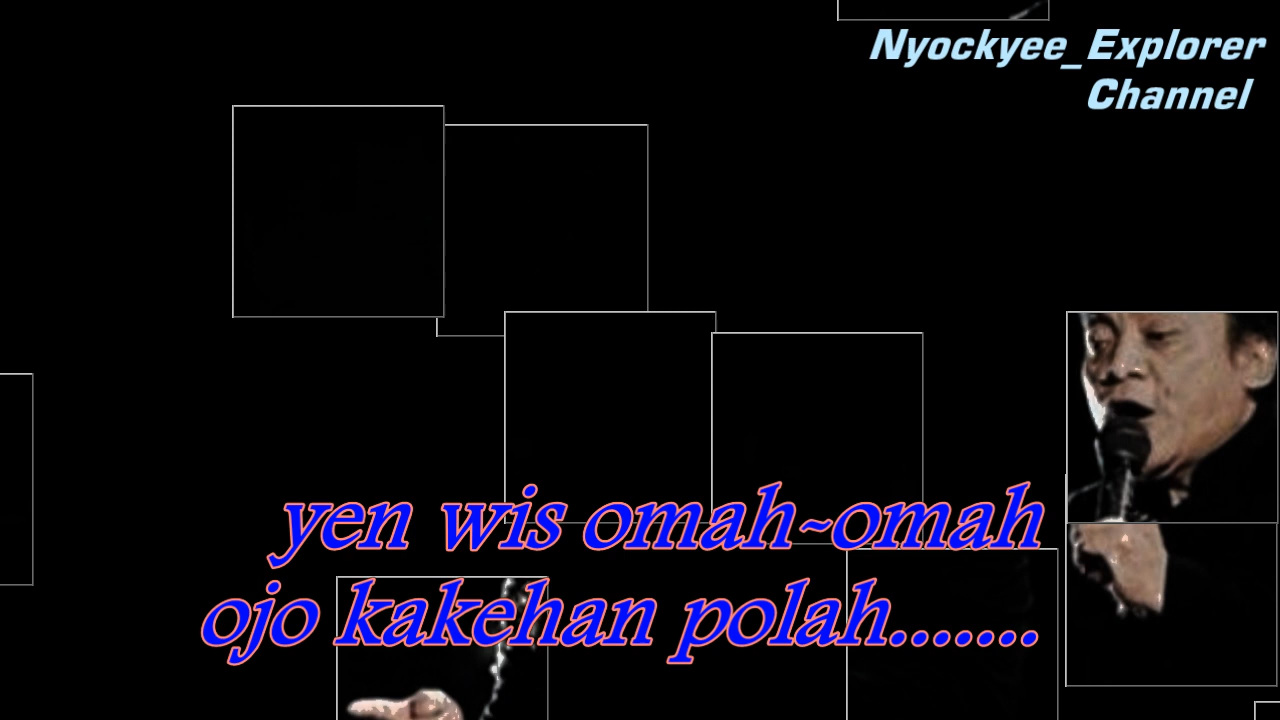 Nyockyee_Explorer
Channel
yen wis omah-omah
ojo kakehan polah.......